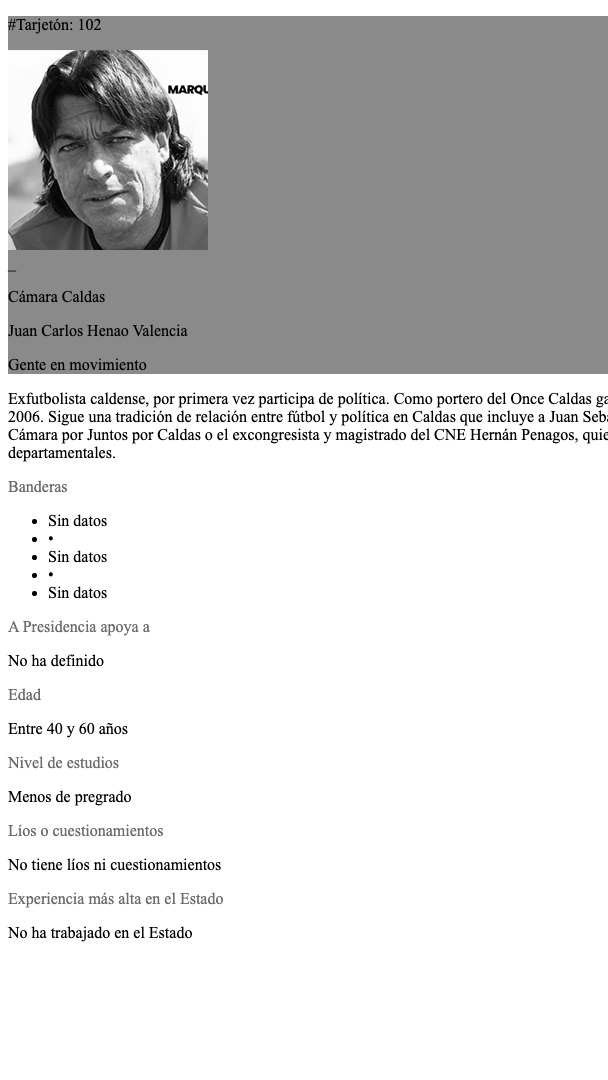 #Tarjetón: 102
MARQU
_
Cámara Caldas
Juan Carlos Henao Valencia
Gente en movimiento
Exfutbolista caldense, por primera vez participa de política. Como portero del Once Caldas ga
2006. Sigue una tradición de relación entre fútbol y política en Caldas que incluye a Juan Seba
Cámara por Juntos por Caldas o el excongresista y magistrado del CNE Hernán Penagos, quie
departamentales.
Banderas
• Sin datos
• •
• Sin datos
• •
• Sin datos
A Presidencia apoya a
No ha definido
Edad
Entre 40 y 60 años
Nivel de estudios
Menos de pregrado
Líos o cuestionamientos
No tiene líos ni cuestionamientos
Experiencia más alta en el Estado
No ha trabajado en el Estado